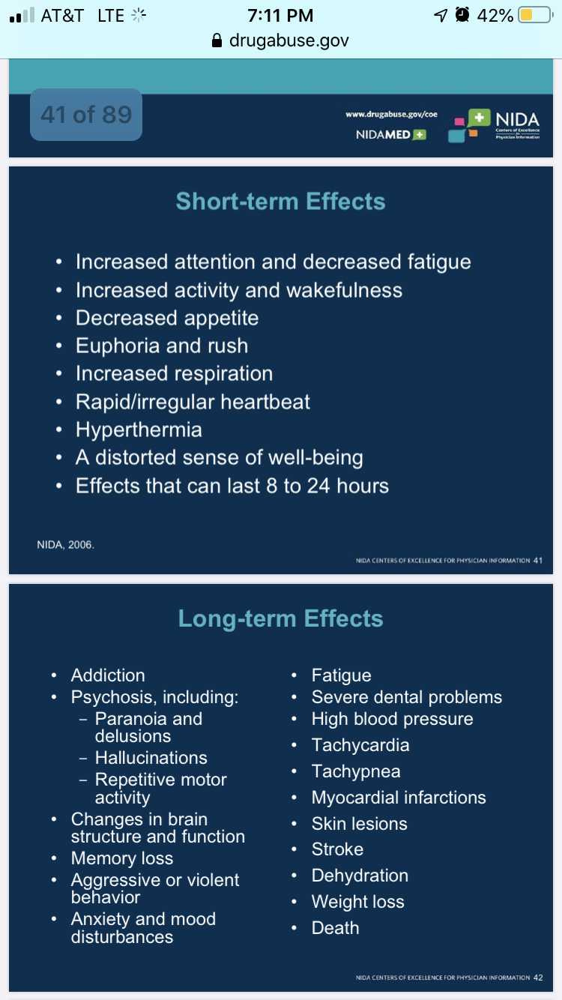 AT&T LTE 7:11 PM 42%
drugabuse.gov
41 of 89
www.drugabuse.gov/coe
NIDAMED
NIDA
Centers of Excellence
for
Physician Information
Short-term Effects
• Increased attention and decreased fatigue
• Increased activity and wakefulness
• Decreased appetite
• Euphoria and rush
• Increased respiration
• Rapid/irregular heartbeat
• Hyperthermia
• A distorted sense of well-being
• Effects that can last 8 to 24 hours
NIDA, 2006.
NIDA CENTERS OF EXCELLENCE FOR PHYSICIAN INFORMATION 41
Long-term Effects
• Addiction
• Psychosis, including:
– Paranoia and
delusions
– Hallucinations
– Repetitive motor
activity
• Changes in brain
structure and function
• Memory loss
• Aggressive or violent
behavior
• Anxiety and mood
disturbances
• Fatigue
• Severe dental problems
• High blood pressure
• Tachycardia
• Tachypnea
• Myocardial infarctions
• Skin lesions
• Stroke
• Dehydration
• Weight loss
• Death
NIDA CENTERS OF EXCELLENCE FOR PHYSICIAN INFORMATION 42